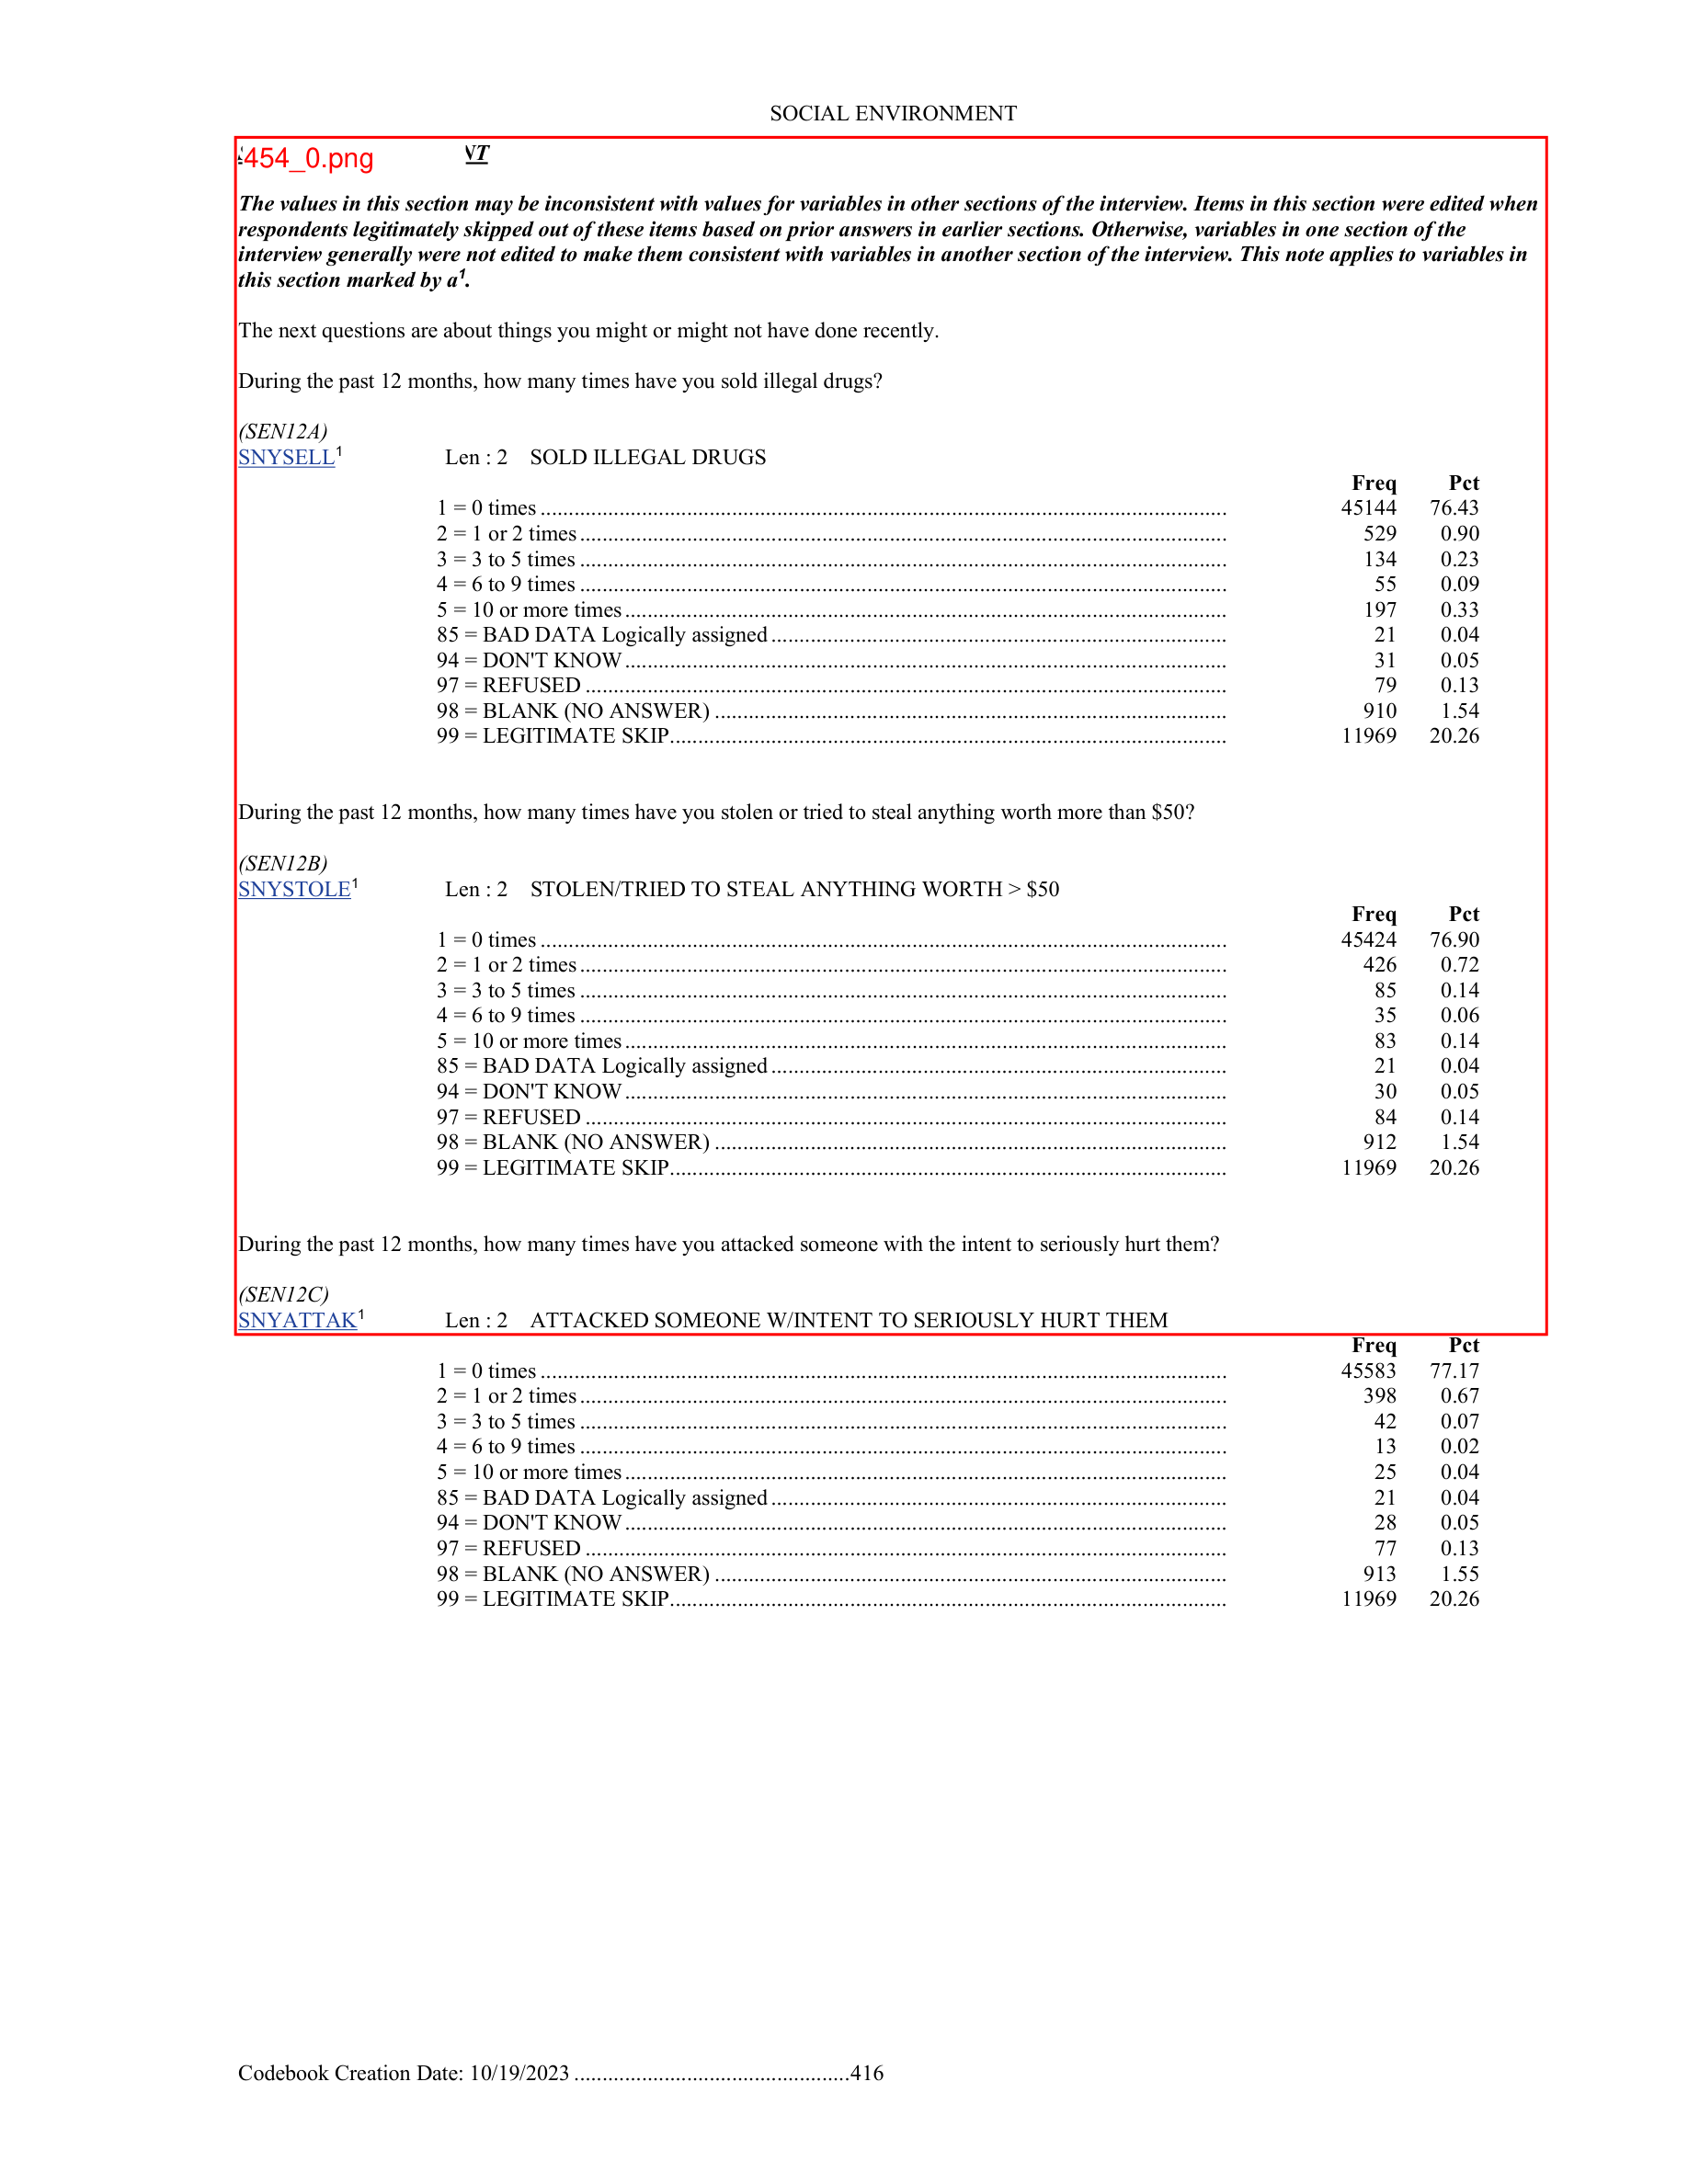 SOCIAL ENVIRONMENT
454_0.png NT
The values in this section may be inconsistent with values for variables in other sections of the interview. Items in this section were edited when
respondents legitimately skipped out of these items based on prior answers in earlier sections. Otherwise, variables in one section of the
interview generally were not edited to make them consistent with variables in another section of the interview. This note applies to variables in
this section marked by a¹.
The next questions are about things you might or might not have done recently.
During the past 12 months, how many times have you sold illegal drugs?
(SEN12A)
SNYSELL¹ Len : 2 SOLD ILLEGAL DRUGS
Freq Pct
1 = 0 times ........ 45144 76.43
2 = 1 or 2 times ........ 529 0.90
3 = 3 to 5 times ........ 134 0.23
4 = 6 to 9 times ........ 55 0.09
5 = 10 or more times ........ 197 0.33
85 = BAD DATA Logically assigned ........ 21 0.04
94 = DON'T KNOW ........ 31 0.05
97 = REFUSED ........ 79 0.13
98 = BLANK (NO ANSWER) ........ 910 1.54
99 = LEGITIMATE SKIP ........ 11969 20.26
During the past 12 months, how many times have you stolen or tried to steal anything worth more than $50?
(SEN12B)
SNYSTOLE¹ Len : 2 STOLEN/TRIED TO STEAL ANYTHING WORTH > $50
Freq Pct
1 = 0 times ........ 45424 76.90
2 = 1 or 2 times ........ 426 0.72
3 = 3 to 5 times ........ 85 0.14
4 = 6 to 9 times ........ 35 0.06
5 = 10 or more times ........ 83 0.14
85 = BAD DATA Logically assigned ........ 21 0.04
94 = DON'T KNOW ........ 30 0.05
97 = REFUSED ........ 84 0.14
98 = BLANK (NO ANSWER) ........ 912 1.54
99 = LEGITIMATE SKIP ........ 11969 20.26
During the past 12 months, how many times have you attacked someone with the intent to seriously hurt them?
(SEN12C)
SNYATTAK¹ Len : 2 ATTACKED SOMEONE W/INTENT TO SERIOUSLY HURT THEM
Freq Pct
1 = 0 times ........ 45583 77.17
2 = 1 or 2 times ........ 398 0.67
3 = 3 to 5 times ........ 42 0.07
4 = 6 to 9 times ........ 13 0.02
5 = 10 or more times ........ 25 0.04
85 = BAD DATA Logically assigned ........ 21 0.04
94 = DON'T KNOW ........ 28 0.05
97 = REFUSED ........ 77 0.13
98 = BLANK (NO ANSWER) ........ 913 1.55
99 = LEGITIMATE SKIP ........ 11969 20.26
Codebook Creation Date: 10/19/2023 ........ 416